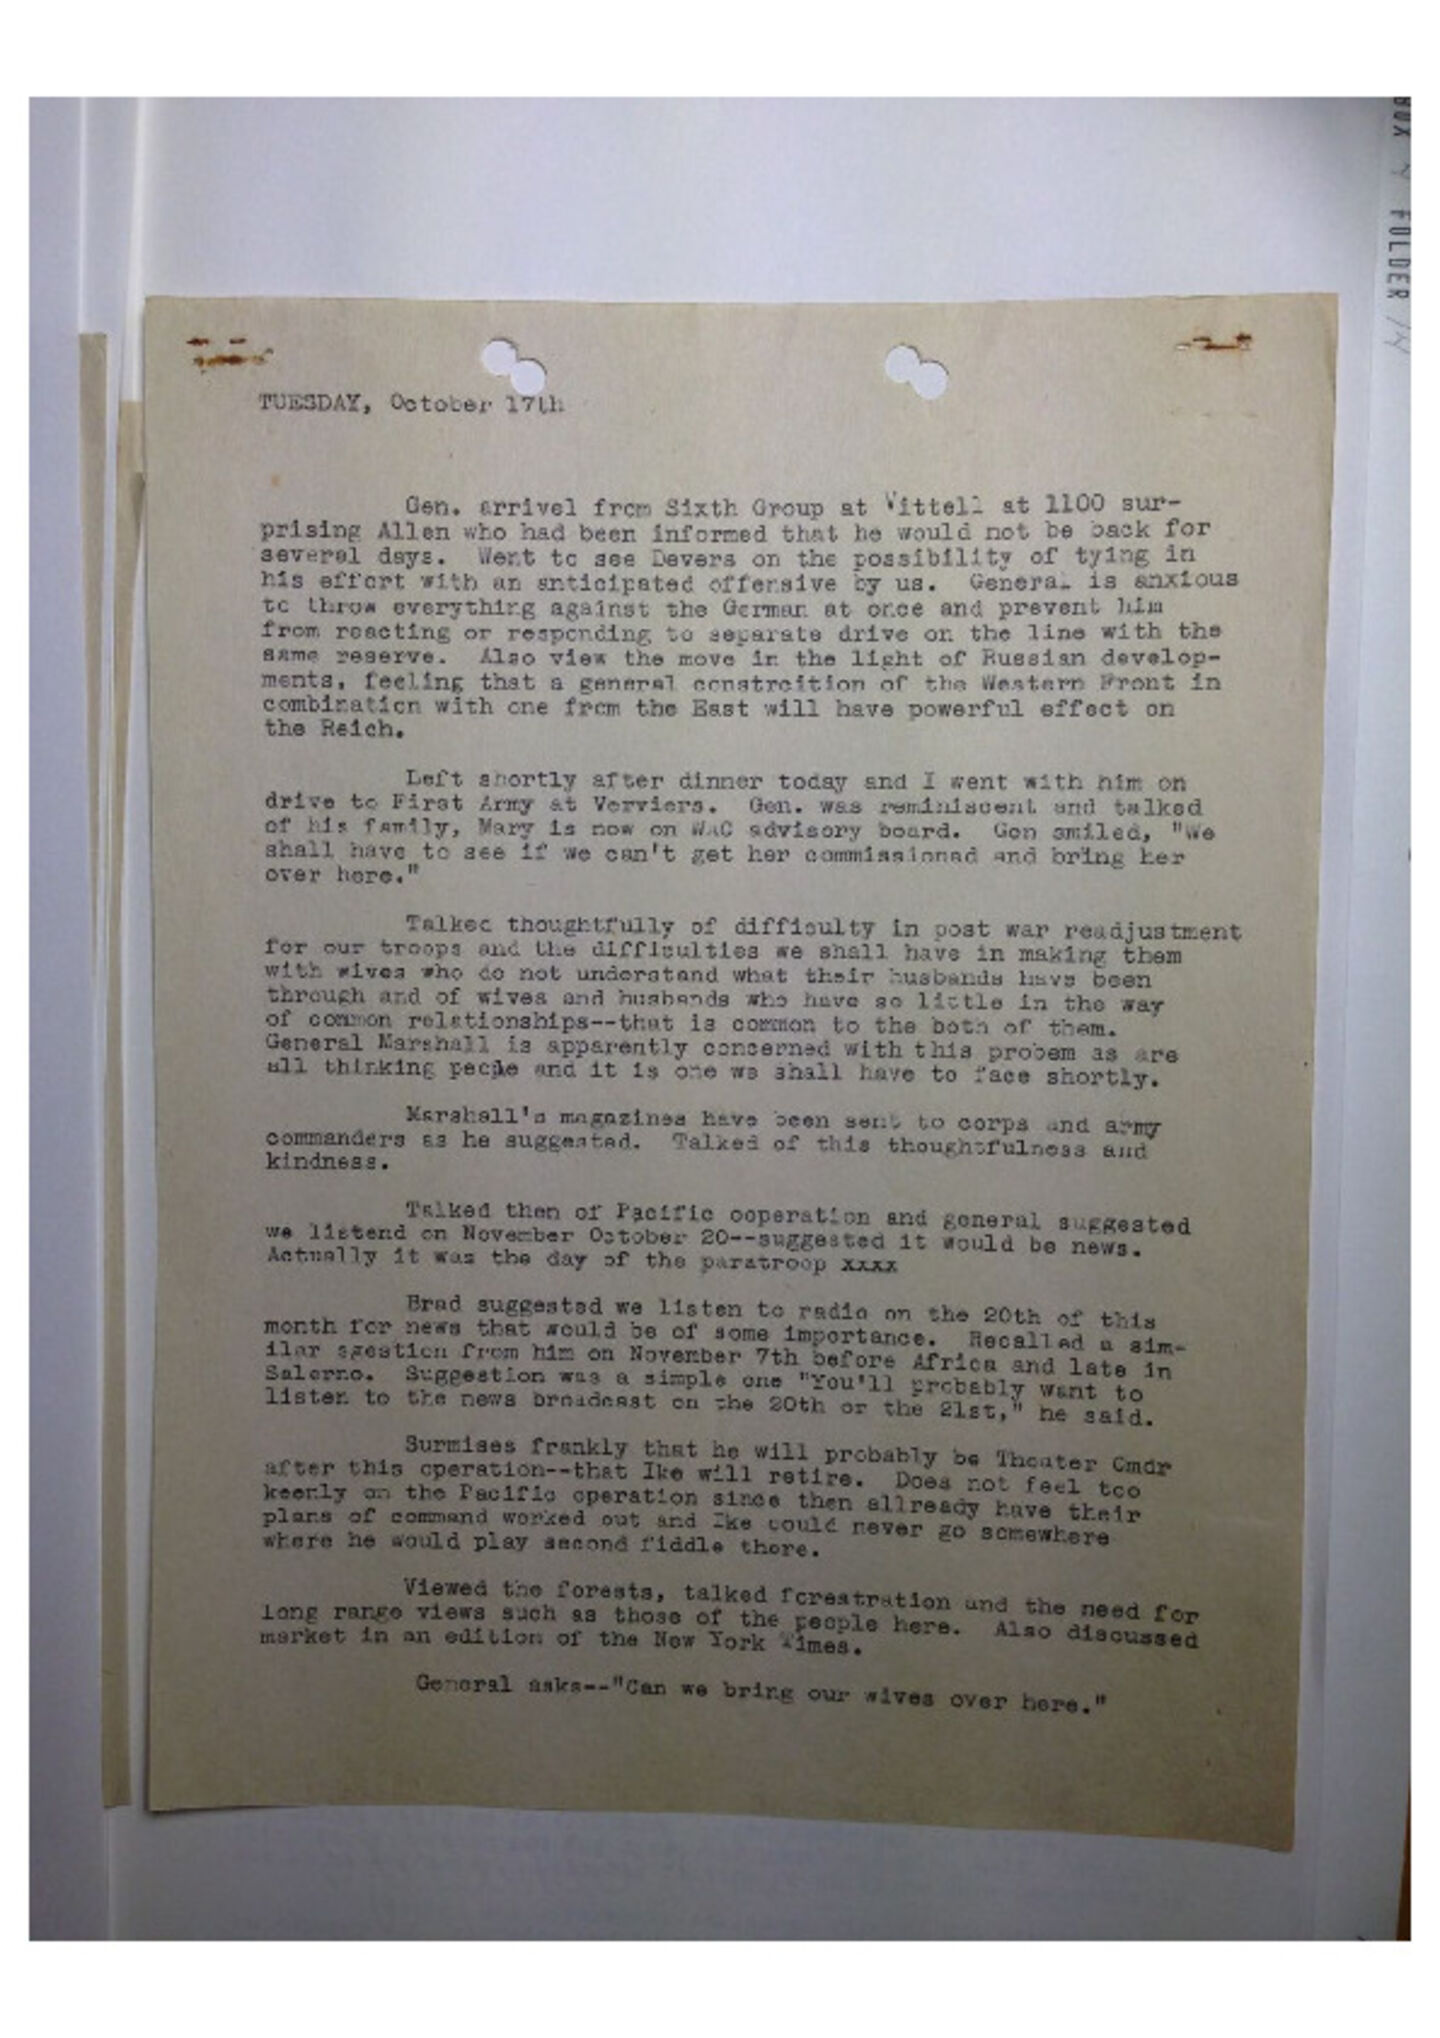 BOX 4 FOLDER 14
TUESDAY, October 17th
Gen. arrivel from Sixth Group at Vittell at 1100 sur-
prising Allen who had been informed that he would not be back for
several days. Went to see Devers on the possibility of tying in
his effort with an anticipated offensive by us. General is anxious
to throw everything against the German at once and prevent him
from reacting or responding to separate drive on the line with the
same reserve. Also view the move in the light of Russian develop-
ments, feeling that a general constrcition of the Western Front in
combination with one from the East will have powerful effect on
the Reich.
Left shortly after dinner today and I went with him on
drive to First Army at Verviers. Gen. was reminiscent and talked
of his family, Mary is now on WAC advisory board. Gen smiled, "We
shall have to see if we can't get her commissioned and bring her
over here."
Talked thoughtfully of difficulty in post war readjustment
for our troops and the difficulties we shall have in making them
with wives who do not understand what their husbands have been
through and of wives and husbands who have so little in the way
of common relationships--that is common to the both of them.
General Marshall is apparently concerned with this probem as are
all thinking people and it is one we shall have to face shortly.
Marshall's magazines have been sent to corps and army
commanders as he suggested. Talked of this thoughtfulness and
kindness.
Talked then of Pacific ooperation and general suggested
we listend on November October 20--suggested it would be news.
Actually it was the day of the paratroop xxxx
Brad suggested we listen to radio on the 20th of this
month for news that would be of some importance. Recalled a sim-
ilar sgestion from him on November 7th before Africa and late in
Salerno. Suggestion was a simple one "You'll probably want to
listen to the news broadcast on the 20th or the 21st," he said.
Surmises frankly that he will probably be Theater Cmdr
after this operation--that Ike will retire. Does not feel too
keenly on the Pacific operation since then allready have their
plans of command worked out and Ike could never go somewhere
where he would play second fiddle there.
Viewed the forests, talked forestration and the need for
long range views such as those of the people here. Also discussed
market in an edition of the New York Times.
General asks--"Can we bring our wives over here."